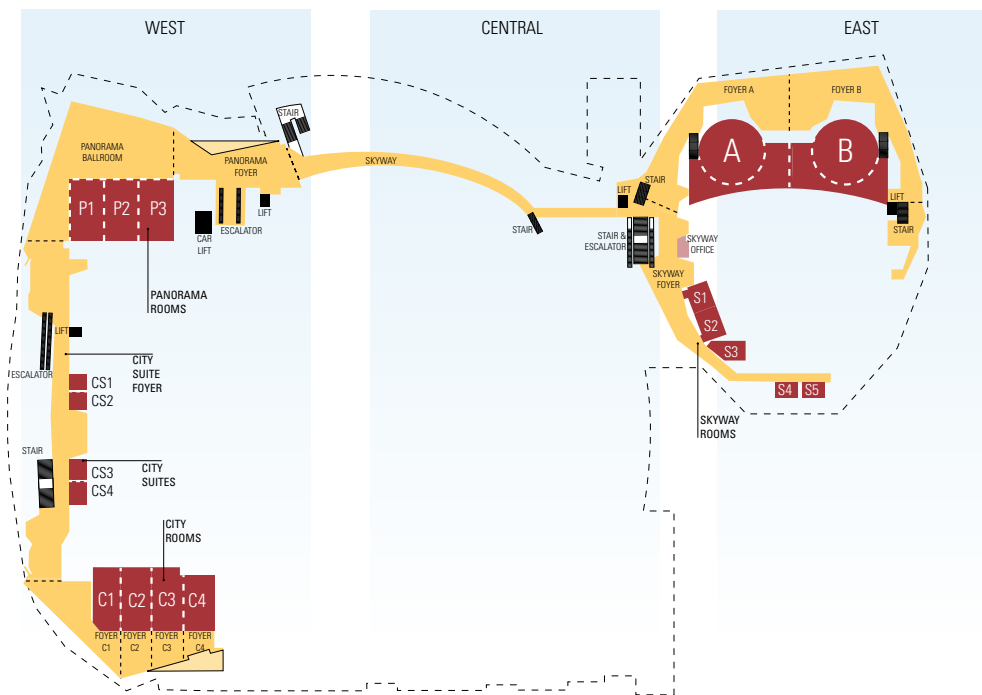 WEST
CENTRAL
EAST
FOYER A
FOYER B
STAIR
PANORAMA
BALLROOM
PANORAMA
FOYER
SKYWAY
A
B
STAIR
LIFT
P1
P2
P3
LIFT
CAR
LIFT
ESCALATOR
STAIR
STAIR &
ESCALATOR
SKYWAY
OFFICE
LIFT
STAIR
SKYWAY
FOYER
PANORAMA
ROOMS
S1
S2
S3
S4
S5
SKYWAY
ROOMS
LIFT
ESCALATOR
CITY
SUITE
FOYER
CS1
CS2
STAIR
CS3
CS4
CITY
SUITES
CITY
ROOMS
C1
C2
C3
C4
FOYER
C1
FOYER
C2
FOYER
C3
FOYER
C4